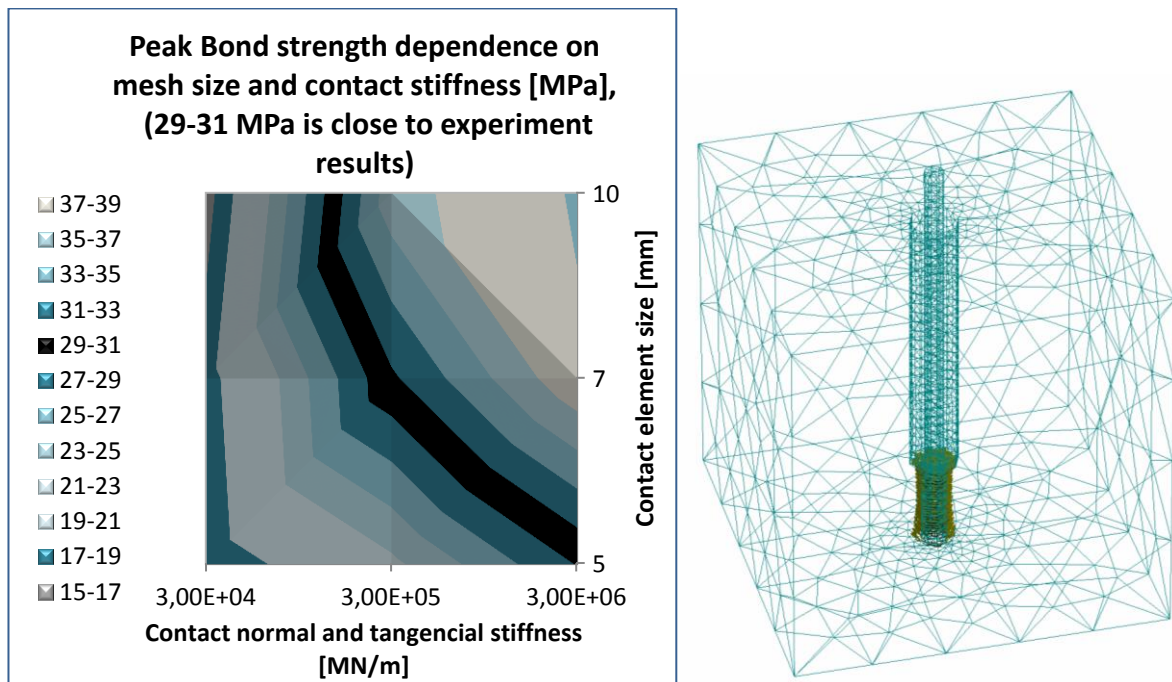 Peak Bond strength dependence on
mesh size and contact stiffness [MPa],
(29-31 MPa is close to experiment
results)
37-39
35-37
33-35
31-33
29-31
27-29
25-27
23-25
21-23
19-21
17-19
15-17
10
7
5
Contact element size [mm]
3,00E+04
3,00E+05
3,00E+06
Contact normal and tangencial stiffness
[MN/m]